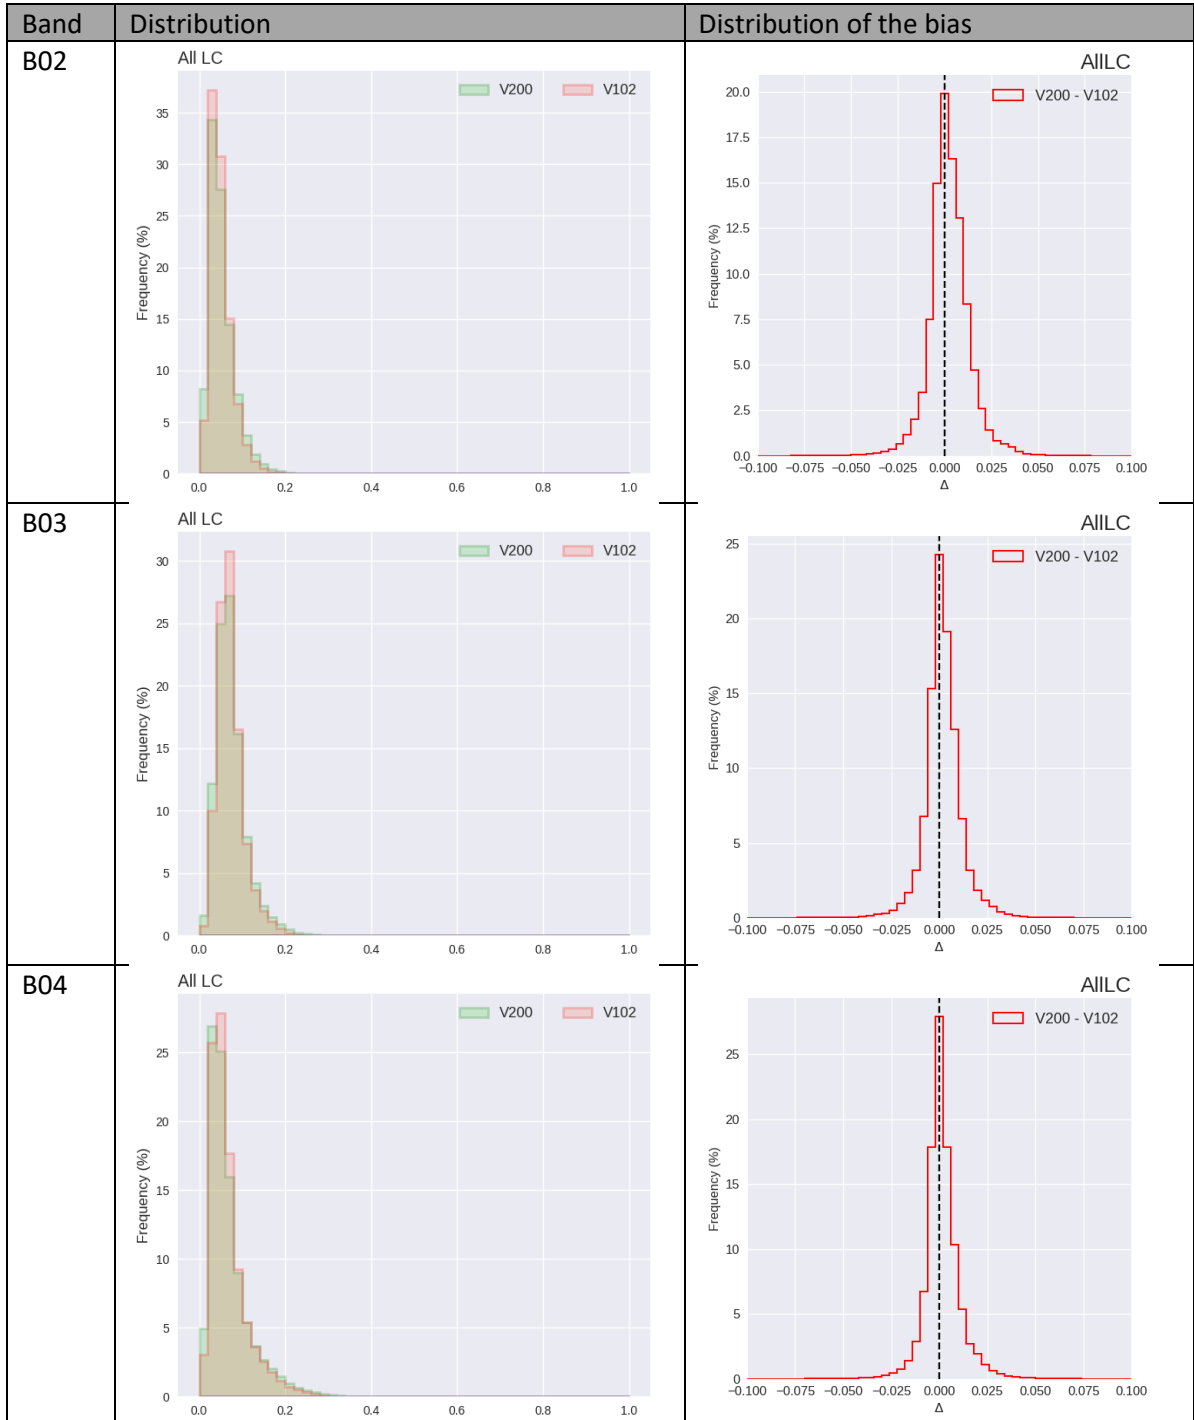 Band Distribution Distribution of the bias
B02
All LC
V200 V102
Frequency (%)
35
30
25
20
15
10
5
0
0.0 0.2 0.4 0.6 0.8 1.0
AllLC
V200 - V102
Frequency (%)
20.0
17.5
15.0
12.5
10.0
7.5
5.0
2.5
0.0
−0.100 −0.075 −0.050 −0.025 0.000 0.025 0.050 0.075 0.100
Δ
B03
All LC
V200 V102
Frequency (%)
30
25
20
15
10
5
0
0.0 0.2 0.4 0.6 0.8 1.0
AllLC
V200 - V102
Frequency (%)
25
20
15
10
5
0
−0.100 −0.075 −0.050 −0.025 0.000 0.025 0.050 0.075 0.100
Δ
B04
All LC
V200 V102
Frequency (%)
25
20
15
10
5
0
0.0 0.2 0.4 0.6 0.8 1.0
AllLC
V200 - V102
Frequency (%)
25
20
15
10
5
0
−0.100 −0.075 −0.050 −0.025 0.000 0.025 0.050 0.075 0.100
Δ